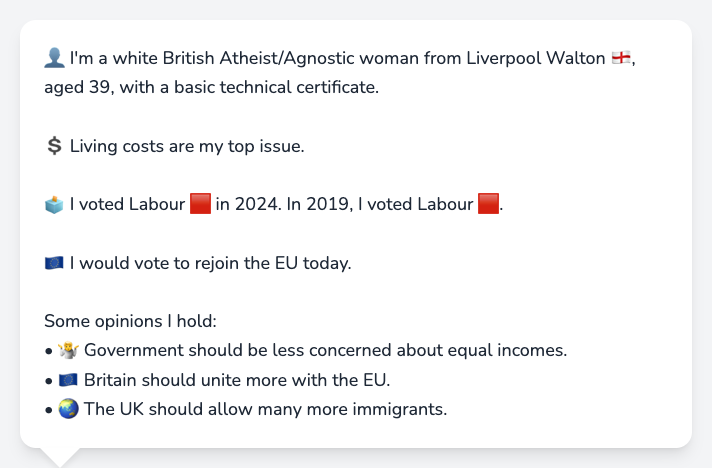 👤 I'm a white British Atheist/Agnostic woman from Liverpool Walton 🏴󠁧󠁢󠁥󠁮󠁧󠁿,
aged 39, with a basic technical certificate.
💲 Living costs are my top issue.
🗳️ I voted Labour 🟥 in 2024. In 2019, I voted Labour 🟥.
🇪🇺 I would vote to rejoin the EU today.
Some opinions I hold:
• 🤷 Government should be less concerned about equal incomes.
• 🇪🇺 Britain should unite more with the EU.
• 🌏 The UK should allow many more immigrants.